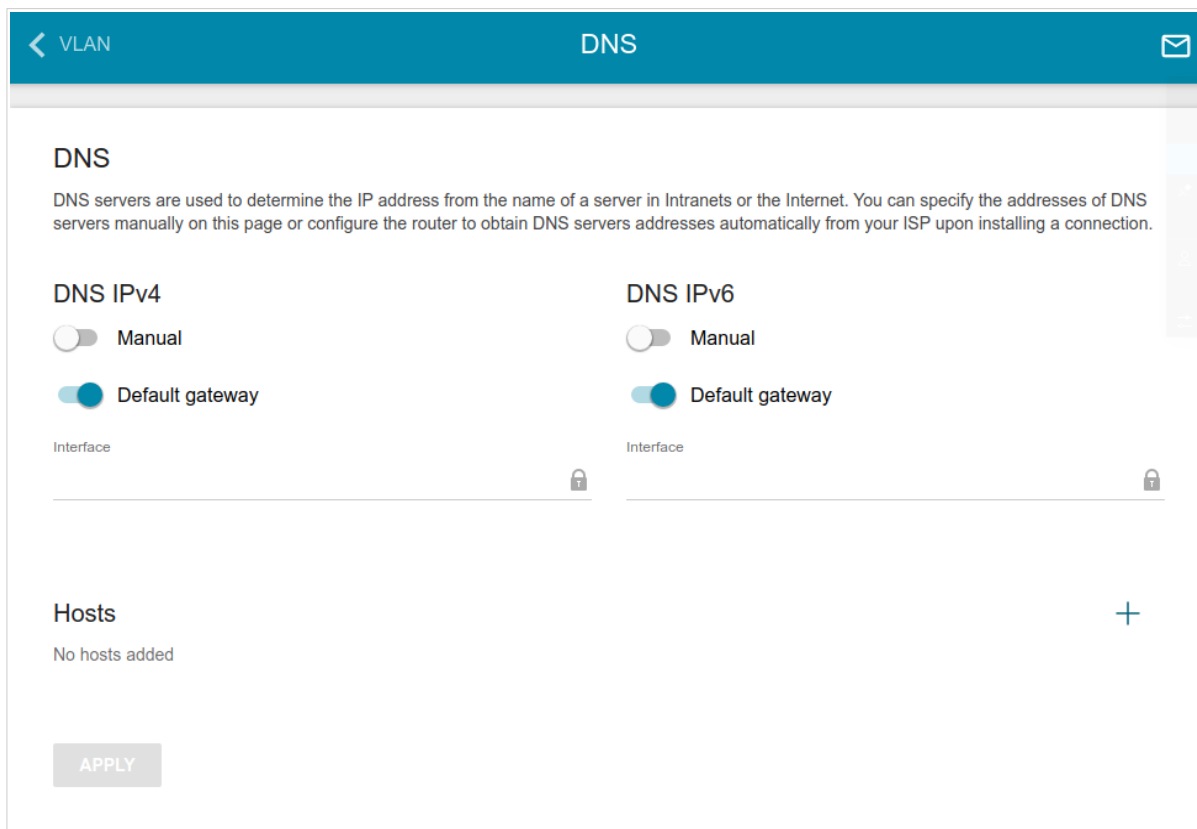 VLAN
DNS
DNS
DNS servers are used to determine the IP address from the name of a server in Intranets or the Internet. You can specify the addresses of DNS
servers manually on this page or configure the router to obtain DNS servers addresses automatically from your ISP upon installing a connection.
DNS IPv4
Manual
Default gateway
Interface
DNS IPv6
Manual
Default gateway
Interface
Hosts
No hosts added
APPLY